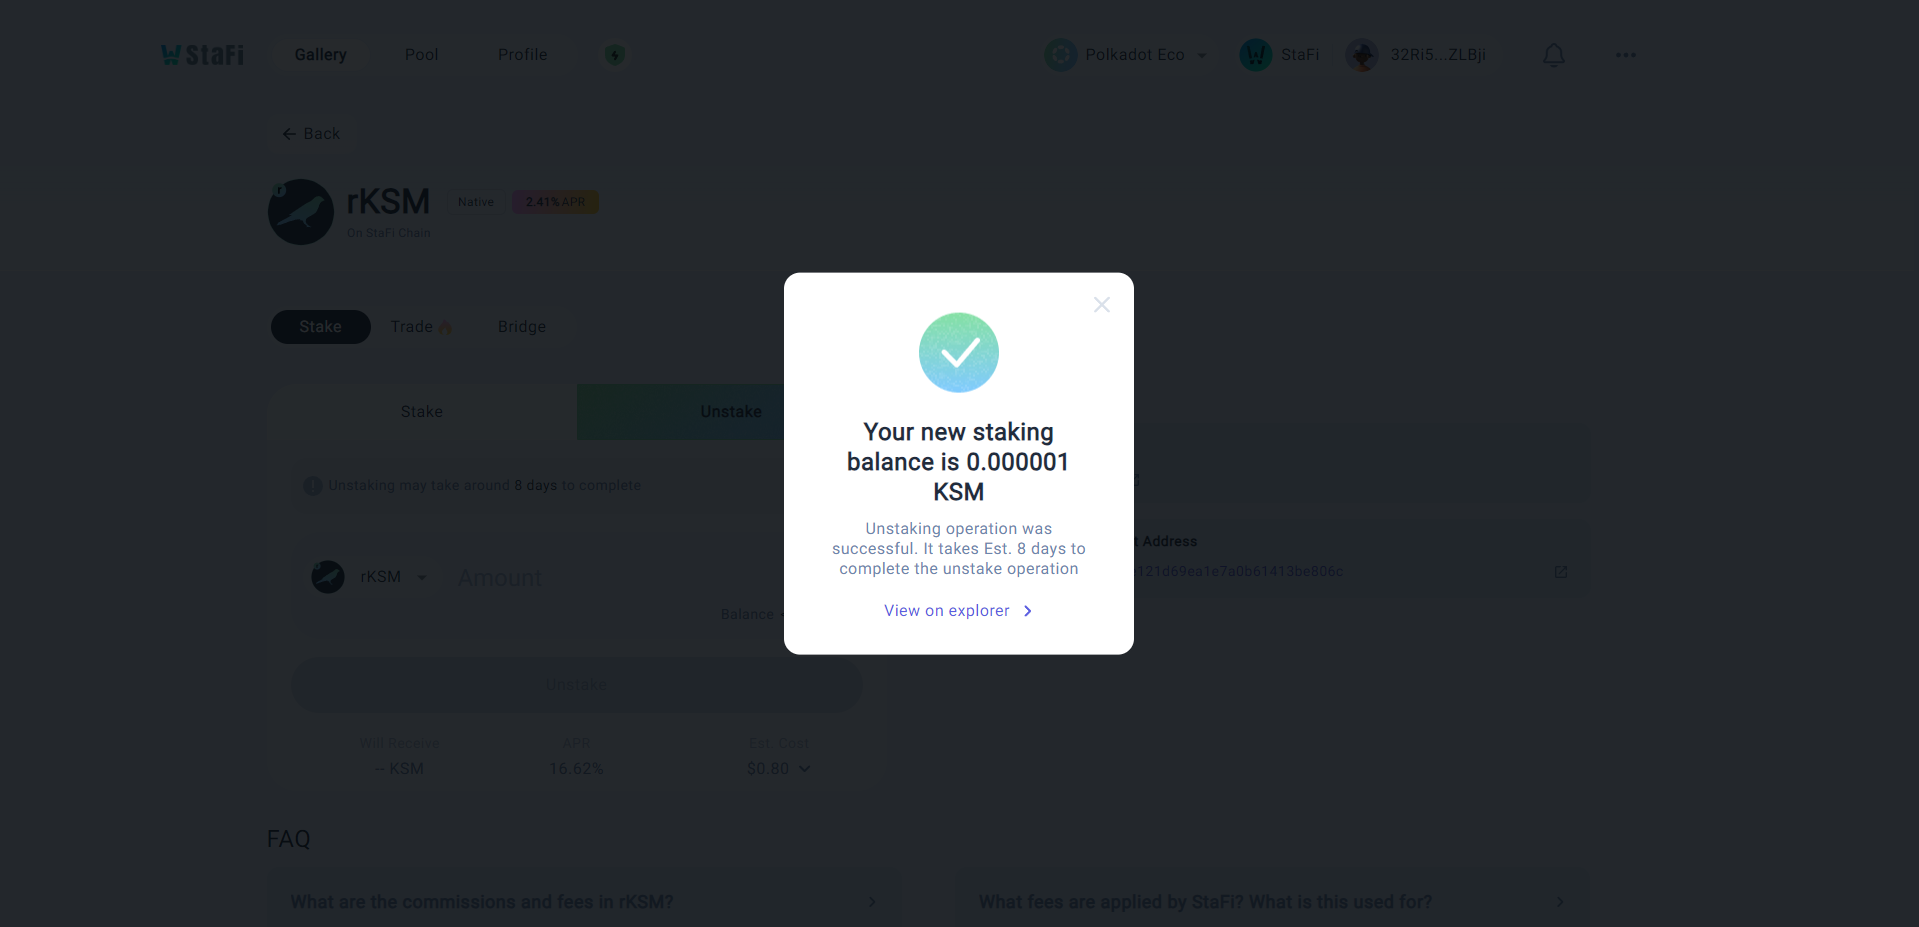 StaFi
Gallery
Pool
Profile
Polkadot Eco
StaFi
32Ri5...ZLBji
Back
r
rKSM
Native
2.41% APR
On StaFi Chain
Stake
Trade
Bridge
Stake
Unstake
Unstaking may take around 8 days to complete
rKSM
Amount
Balance
Unstake
Will Receive
APR
Est. Cost
-- KSM
16.62%
$0.80
Your new staking
balance is 0.000001
KSM
Unstaking operation was
successful. It takes Est. 8 days to
complete the unstake operation
View on explorer
t Address
e121d69ea1e7a0b61413be806c
FAQ
What are the commissions and fees in rKSM?
What fees are applied by StaFi? What is this used for?